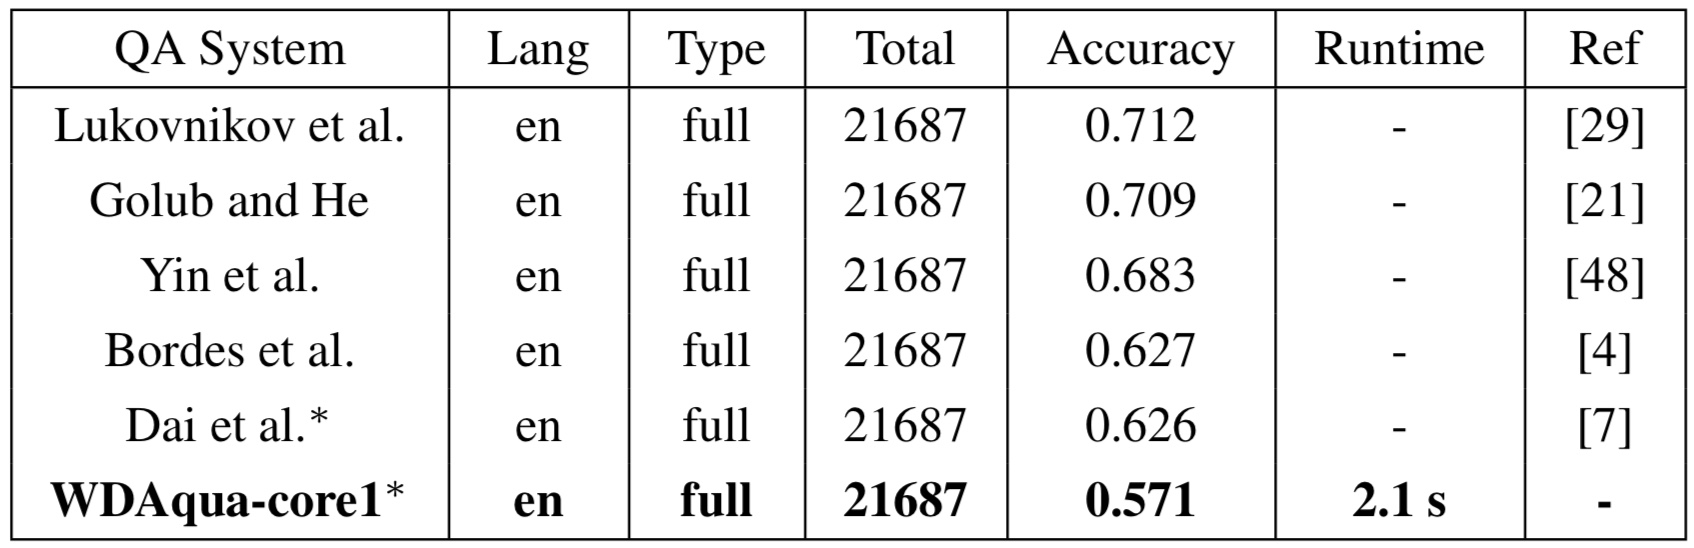 QA System Lang Type Total Accuracy Runtime Ref
Lukovnikov et al. en full 21687 0.712 - [29]
Golub and He en full 21687 0.709 - [21]
Yin et al. en full 21687 0.683 - [48]
Bordes et al. en full 21687 0.627 - [4]
Dai et al.* en full 21687 0.626 - [7]
WDAqua-core1* en full 21687 0.571 2.1 s -